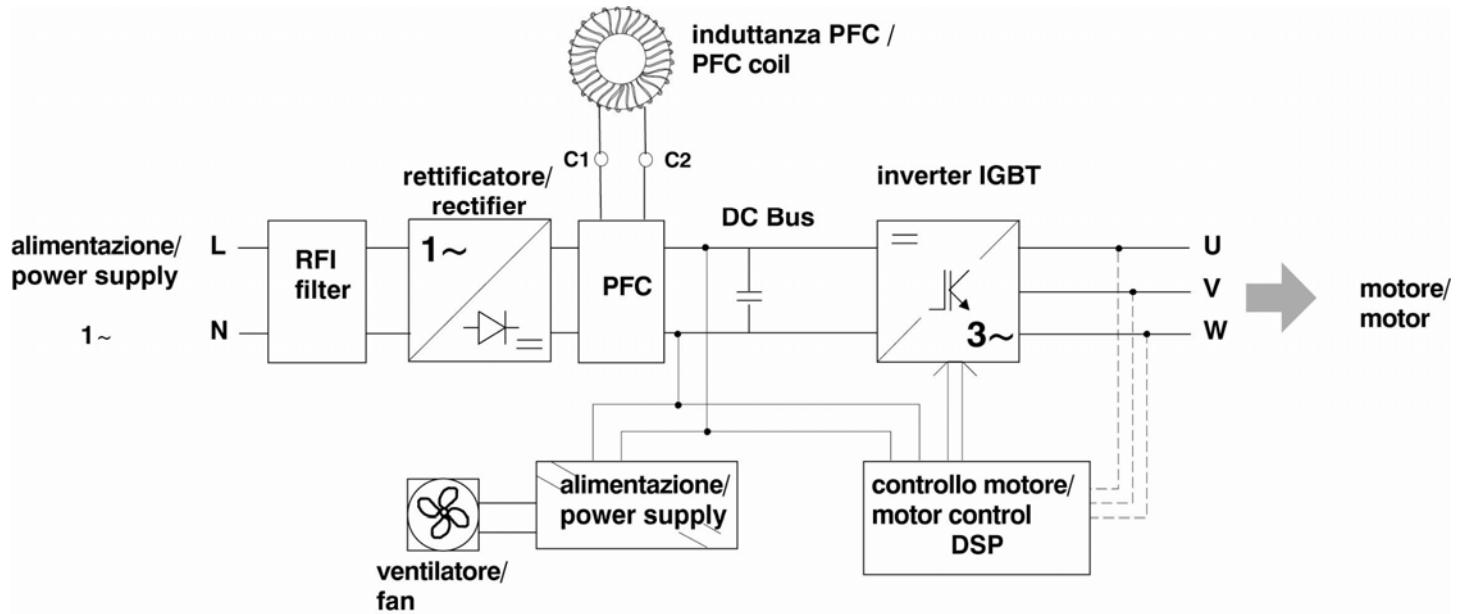 induttanza PFC /
PFC coil
C1
C2
rettificatore/
rectifier
inverter IGBT
DC Bus
alimentazione/
power supply
1~
L
N
RFI
filter
1~
PFC
3~
U
V
W
motore/
motor
alimentazione/
power supply
controllo motore/
motor control
DSP
ventilatore/
fan